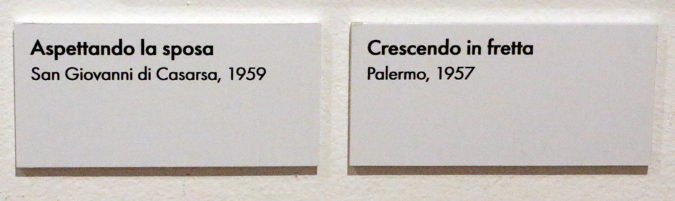 Aspettando la sposa
San Giovanni di Casarsa, 1959
Crescendo in fretta
Palermo, 1957